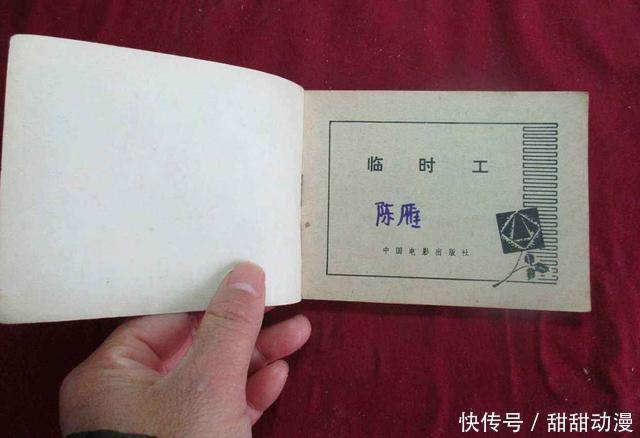 临时工
陈雁
中国电影出版社
快传号/甜甜动漫